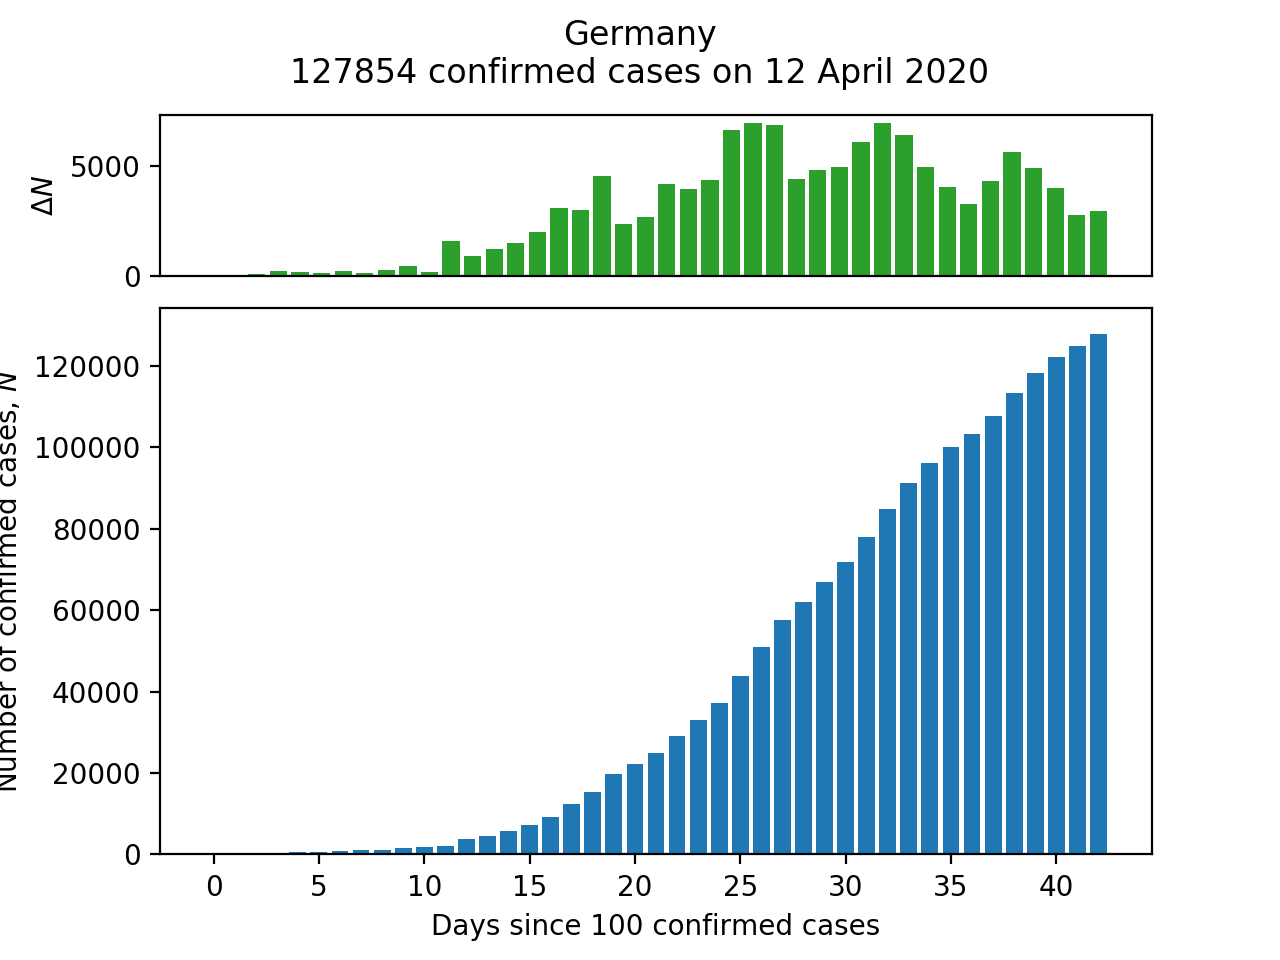 Germany
127854 confirmed cases on 12 April 2020
ΔN
5000
0
Number of confirmed cases, N
120000
100000
80000
60000
40000
20000
0
0 5 10 15 20 25 30 35 40
Days since 100 confirmed cases